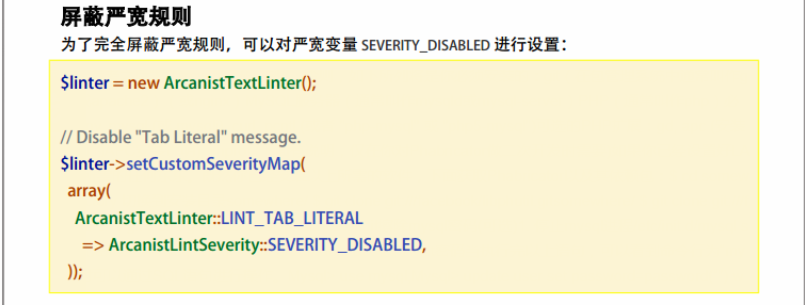 屏蔽严宽规则
为了完全屏蔽严宽规则，可以对严宽变量 SEVERITY_DISABLED 进行设置：
$linter = new ArcanistTextLinter();
// Disable "Tab Literal" message.
$linter->setCustomSeverityMap(
array(
ArcanistTextLinter::LINT_TAB_LITERAL
=> ArcanistLintSeverity::SEVERITY_DISABLED,
));